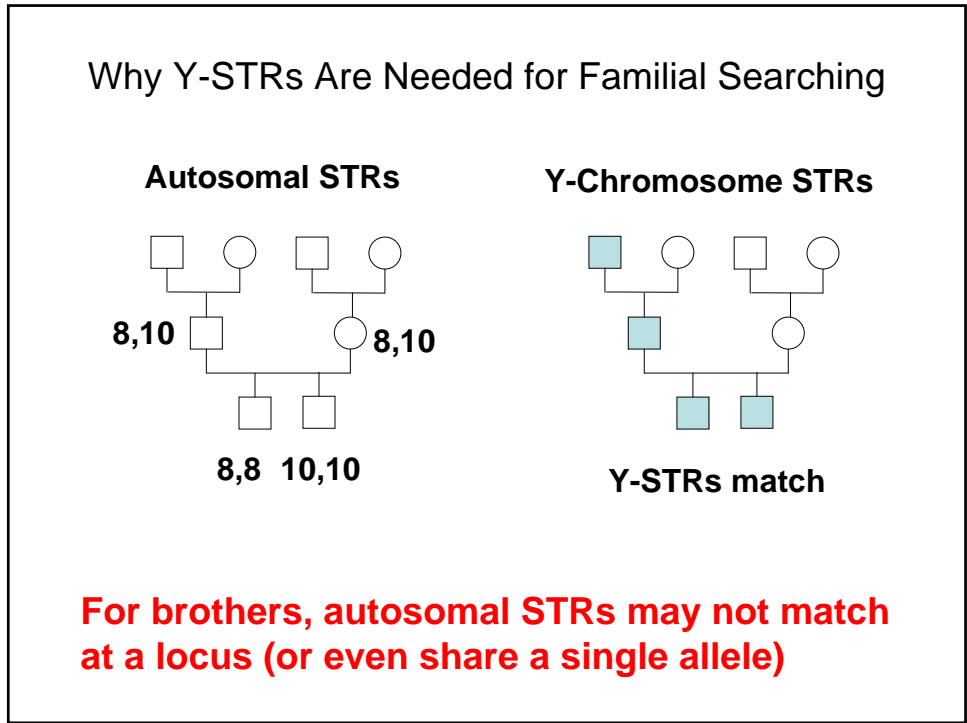 Why Y-STRs Are Needed for Familial Searching
Autosomal STRs
8,10
8,10
8,8 10,10
Y-Chromosome STRs
Y-STRs match
For brothers, autosomal STRs may not match
at a locus (or even share a single allele)